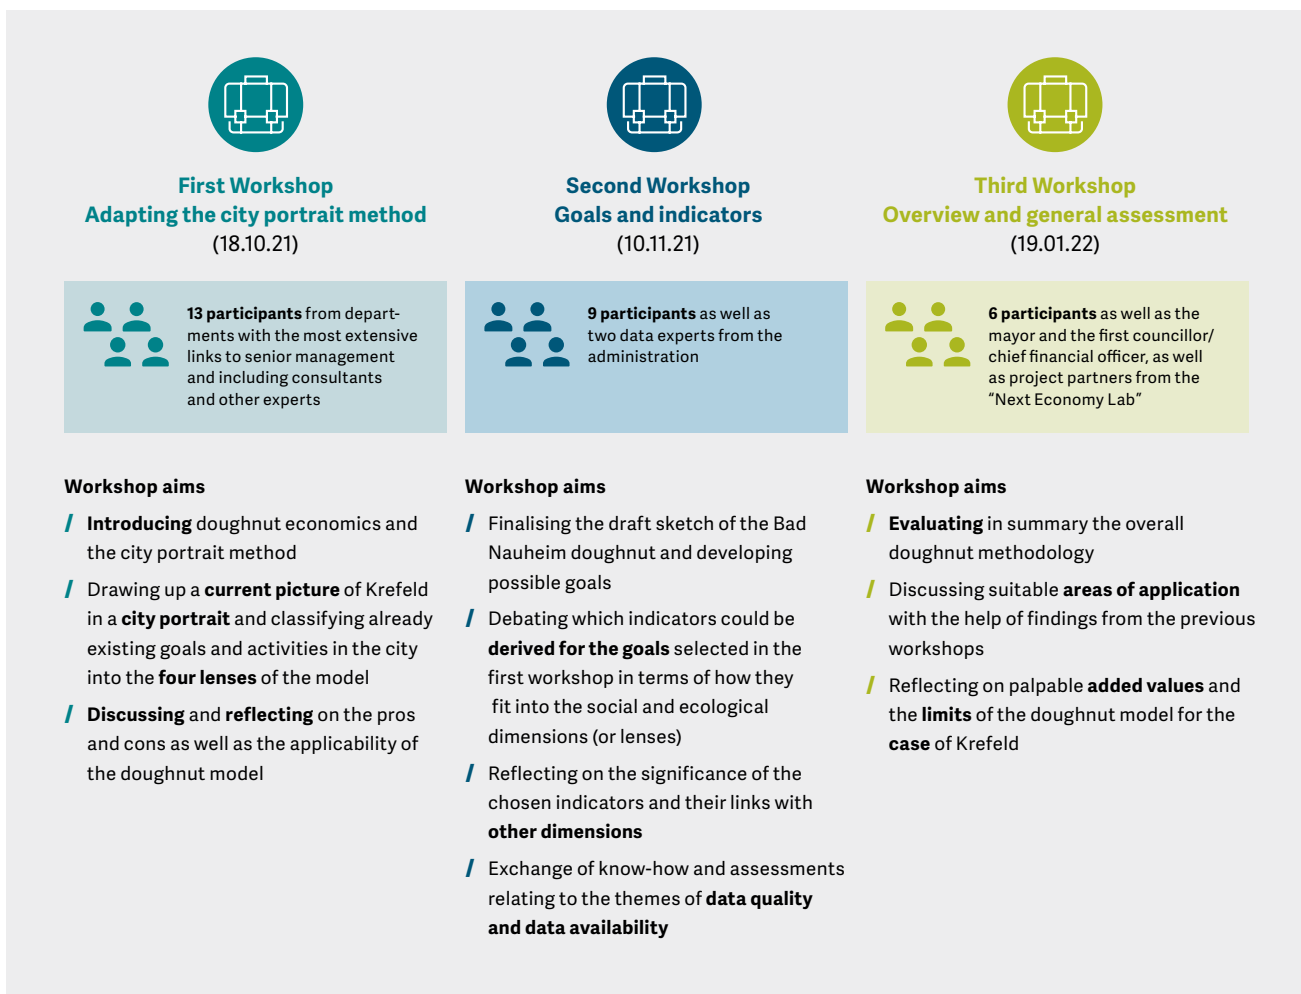 First Workshop
Adapting the city portrait method
(18.10.21)
13 participants from depart-
ments with the most extensive
links to senior management
and including consultants
and other experts
Workshop aims
/ Introducing doughnut economics and
the city portrait method
/ Drawing up a current picture of Krefeld
in a city portrait and classifying already
existing goals and activities in the city
into the four lenses of the model
/ Discussing and reflecting on the pros
and cons as well as the applicability of
the doughnut model
Second Workshop
Goals and indicators
(10.11.21)
9 participants as well as
two data experts from the
administration
Workshop aims
/ Finalising the draft sketch of the Bad
Nauheim doughnut and developing
possible goals
/ Debating which indicators could be
derived for the goals selected in the
first workshop in terms of how they
fit into the social and ecological
dimensions (or lenses)
/ Reflecting on the significance of the
chosen indicators and their links with
other dimensions
/ Exchange of know-how and assessments
relating to the themes of data quality
and data availability
Third Workshop
Overview and general assessment
(19.01.22)
6 participants as well as the
mayor and the first councillor/
chief financial officer, as well
as project partners from the
“Next Economy Lab”
Workshop aims
/ Evaluating in summary the overall
doughnut methodology
/ Discussing suitable areas of application
with the help of findings from the previous
workshops
/ Reflecting on palpable added values and
the limits of the doughnut model for the
case of Krefeld